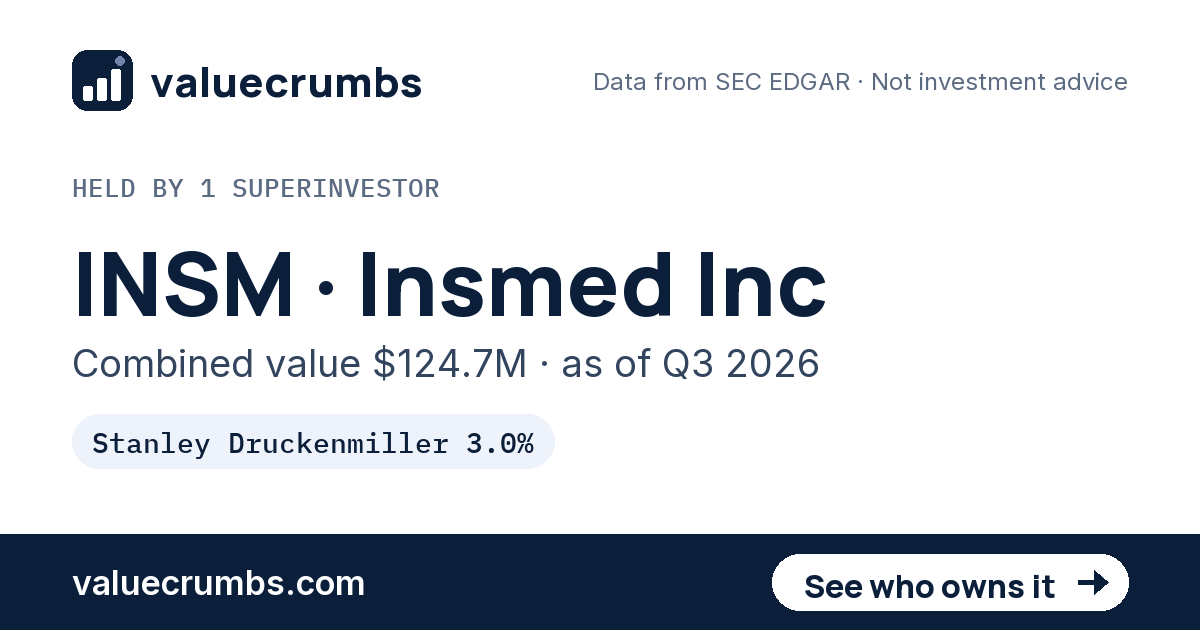 valuecrumbs
Data from SEC EDGAR · Not investment advice
HELD BY 1 SUPERINVESTOR
INSM · Insmed Inc
Combined value $124.7M · as of Q3 2026
Stanley Druckenmiller 3.0%
valuecrumbs.com
See who owns it →